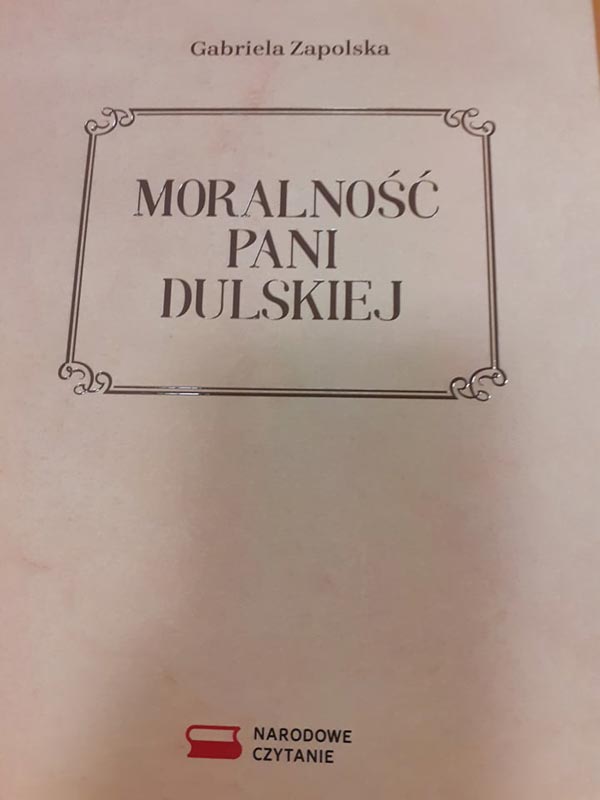 Gabriela Zapolska
MORALNOŚĆ
PANI
DULSKIEJ
NARODOWE
CZYTANIE